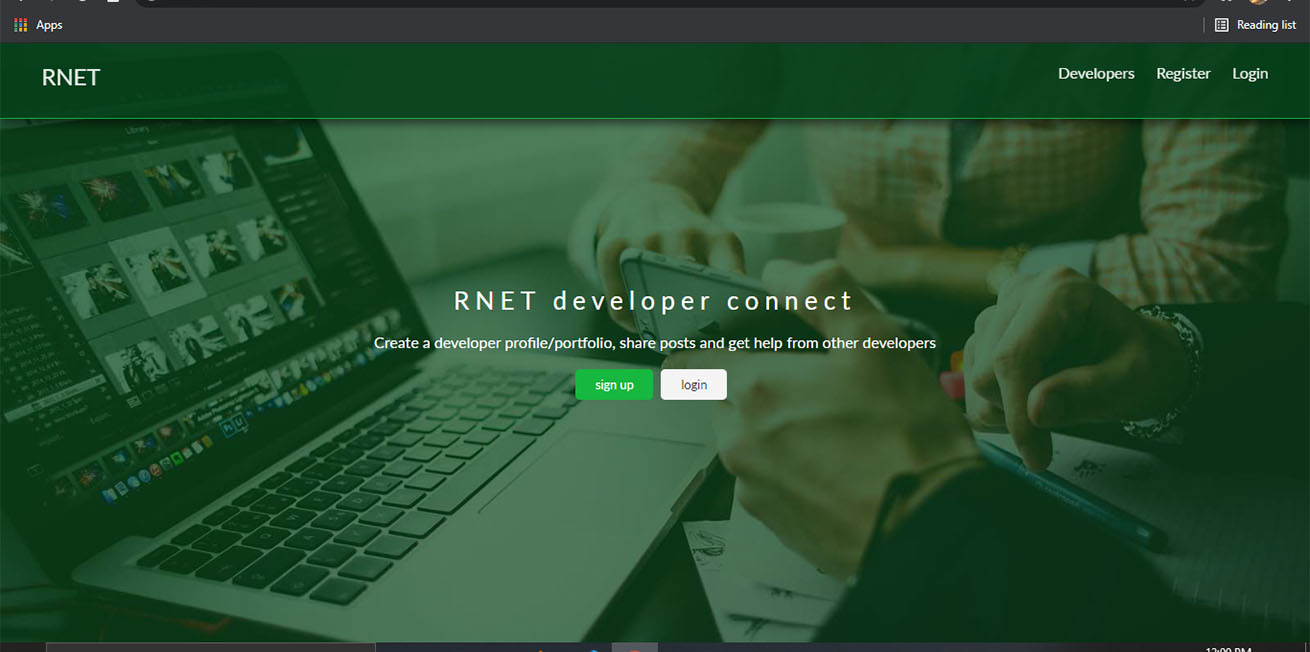 Apps
Reading list
RNET
Developers Register Login
Library
RNET developer connect
Create a developer profile/portfolio, share posts and get help from other developers
sign up login